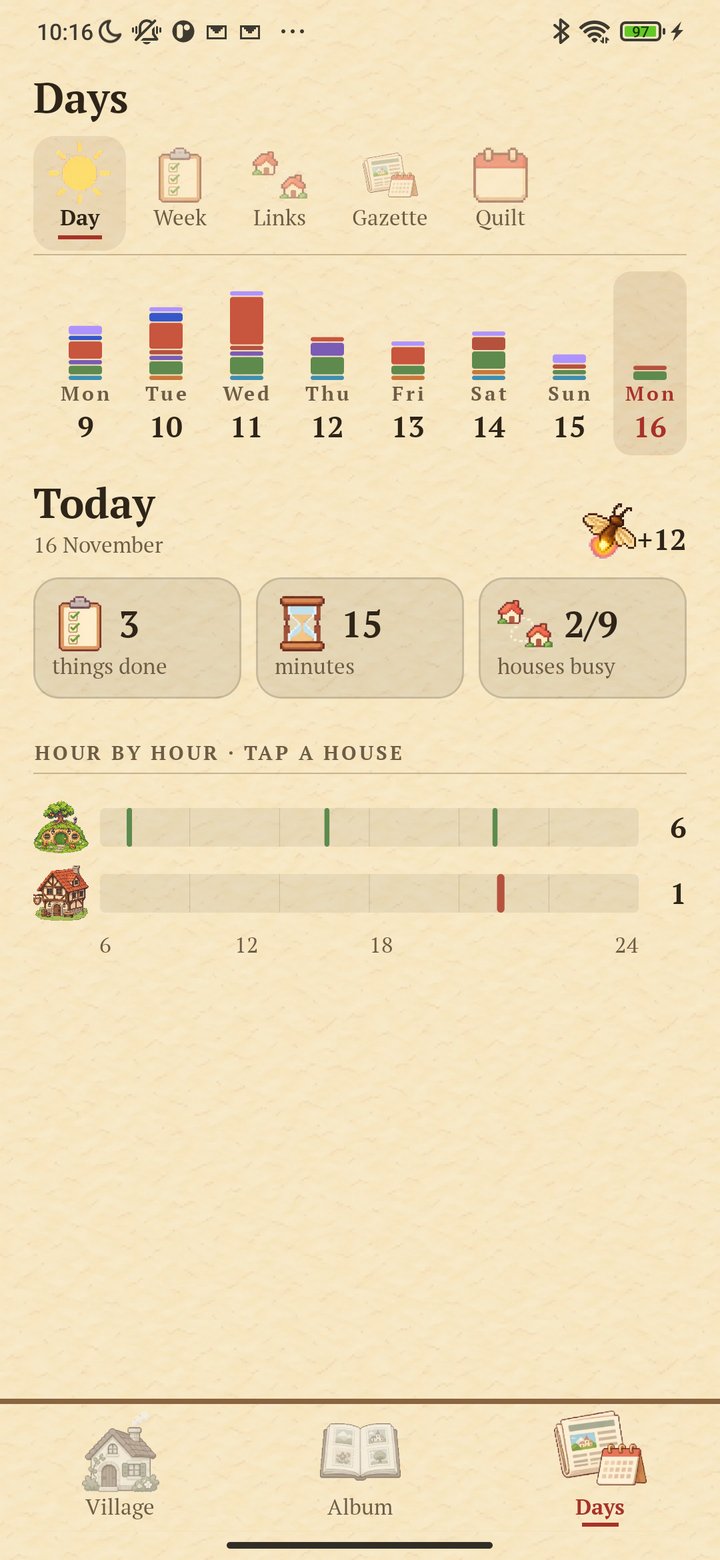 10:16 ... 97
Days
Day Week Links Gazette Quilt
Mon Tue Wed Thu Fri Sat Sun Mon
9 10 11 12 13 14 15 16
Today
16 November
+12
3 15 2/9
things done minutes houses busy
HOUR BY HOUR · TAP A HOUSE
6
1
6 12 18 24
Village Album Days